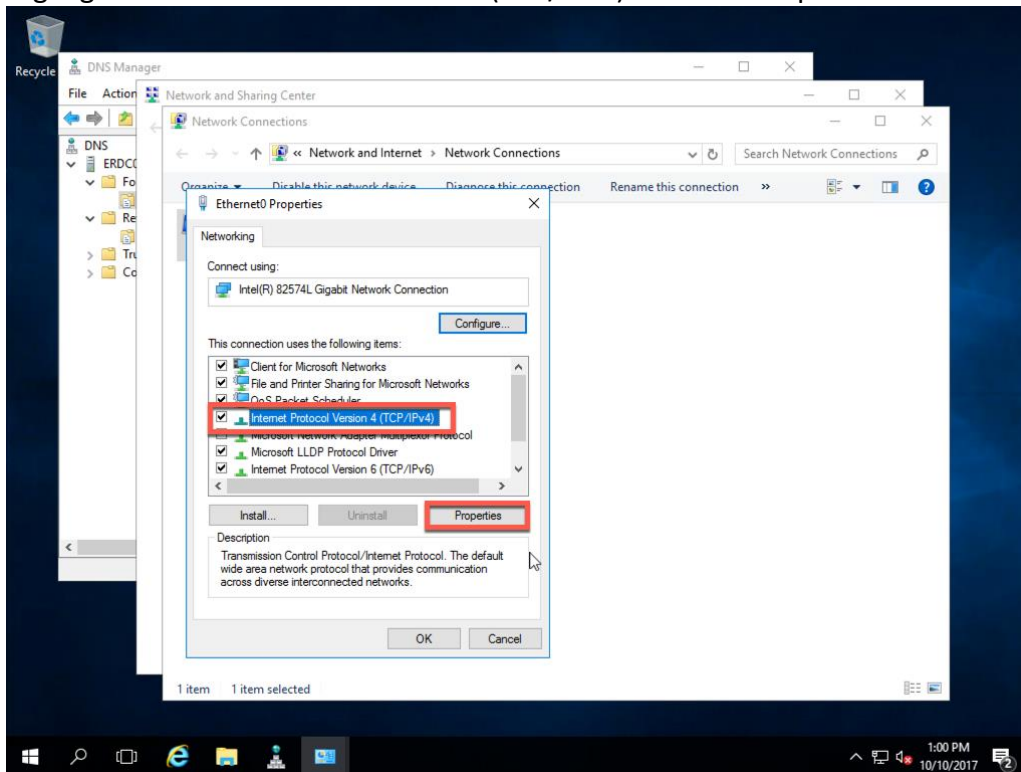 Recycle
DNS Manager
File Action
DNS
ERDC
Fo
Re
Tru
Co
Network and Sharing Center
Network Connections
« Network and Internet > Network Connections
Search Network Connections
Organize Disable this network device Diagnose this connection Rename this connection »
Ethernet0 Properties
Networking
Connect using:
Intel(R) 82574L Gigabit Network Connection
Configure...
This connection uses the following items:
Client for Microsoft Networks
File and Printer Sharing for Microsoft Networks
QoS Packet Scheduler
Internet Protocol Version 4 (TCP/IPv4)
Microsoft Network Adapter Multiplexor Protocol
Microsoft LLDP Protocol Driver
Internet Protocol Version 6 (TCP/IPv6)
Install... Uninstall Properties
Description
Transmission Control Protocol/Internet Protocol. The default
wide area network protocol that provides communication
across diverse interconnected networks.
OK Cancel
1 item 1 item selected
1:00 PM
10/10/2017
2